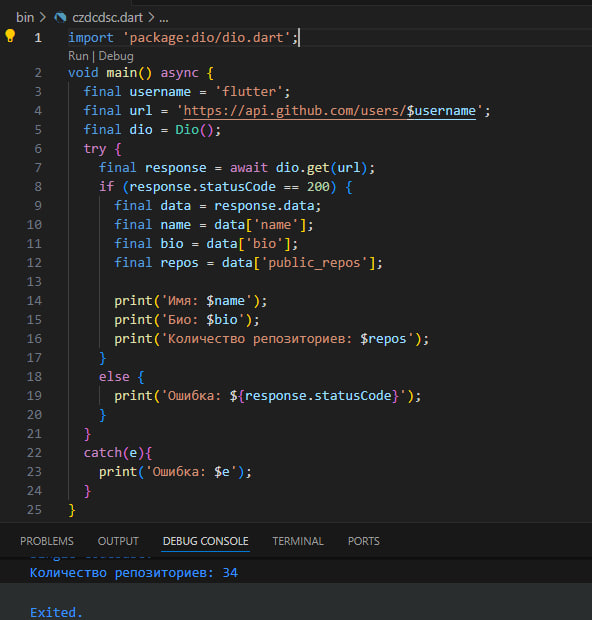 bin > czdcdsc.dart > ...
1 import 'package:dio/dio.dart';
Run | Debug
2 void main() async {
3 final username = 'flutter';
4 final url = 'https://api.github.com/users/$username';
5 final dio = Dio();
6 try {
7 final response = await dio.get(url);
8 if (response.statusCode == 200) {
9 final data = response.data;
10 final name = data['name'];
11 final bio = data['bio'];
12 final repos = data['public_repos'];
13
14 print('Имя: $name');
15 print('Био: $bio');
16 print('Количество репозиториев: $repos');
17 }
18 else {
19 print('Ошибка: ${response.statusCode}');
20 }
21 }
22 catch(e){
23 print('Ошибка: $e');
24 }
25 }
PROBLEMS OUTPUT DEBUG CONSOLE TERMINAL PORTS
Количество репозиториев: 34
Exited.